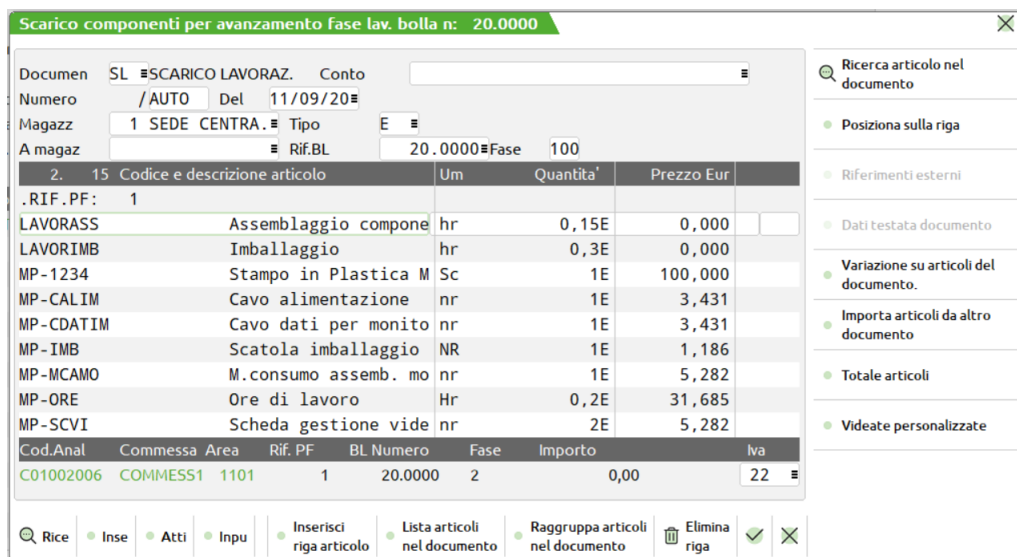 Scarico componenti per avanzamento fase lav. bolla n: 20.0000
Documen SL SCARICO LAVORAZ. Conto
Numero / AUTO Del 11/09/20
Magazz 1 SEDE CENTRA. Tipo E
A magaz Rif.BL 20.0000 Fase 100
2. 15 Codice e descrizione articolo Um Quantita' Prezzo Eur
.RIF.PF: 1
LAVORASS Assemblaggio compone hr 0,15E 0,000
LAVORIMB Imballaggio hr 0,3E 0,000
MP-1234 Stampo in Plastica M Sc 1E 100,000
MP-CALIM Cavo alimentazione nr 1E 3,431
MP-CDATIM Cavo dati per monito nr 1E 3,431
MP-IMB Scatola imballaggio NR 1E 1,186
MP-MCAMO M.consumo assemb. mo nr 1E 5,282
MP-ORE Ore di lavoro Hr 0,2E 31,685
MP-SCVI Scheda gestione vide nr 2E 5,282
Cod.Anal Commessa Area Rif. PF BL Numero Fase Importo Iva
C01002006 COMMESS1 1101 1 20.0000 2 0,00 22
Ricerca articolo nel
documento
Posiziona sulla riga
Riferimenti esterni
Dati testata documento
Variazione su articoli del
documento.
Importa articoli da altro
documento
Totale articoli
Videate personalizzate
Rice Inse Atti Inpu
Inserisci
riga articolo
Lista articoli
nel documento
Raggruppa articoli
nel documento
Elimina
riga